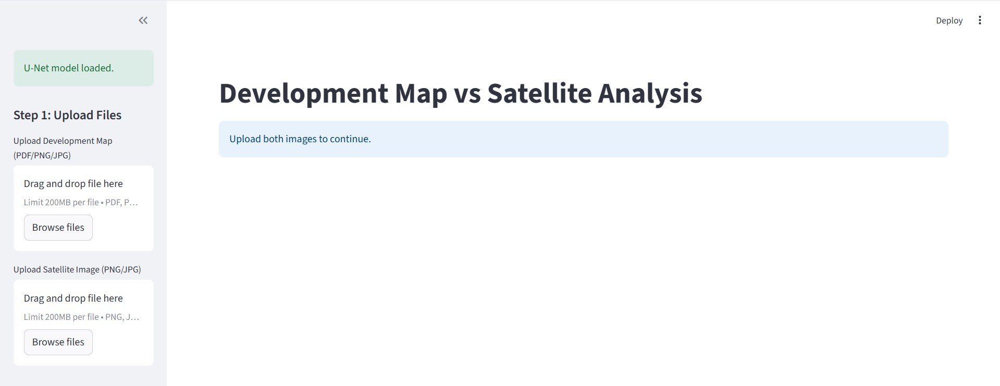 Deploy
U-Net model loaded.
Step 1: Upload Files
Upload Development Map
(PDF/PNG/JPG)
Drag and drop file here
Limit 200MB per file • PDF, P…
Browse files
Upload Satellite Image (PNG/JPG)
Drag and drop file here
Limit 200MB per file • PNG, J…
Browse files
Development Map vs Satellite Analysis
Upload both images to continue.